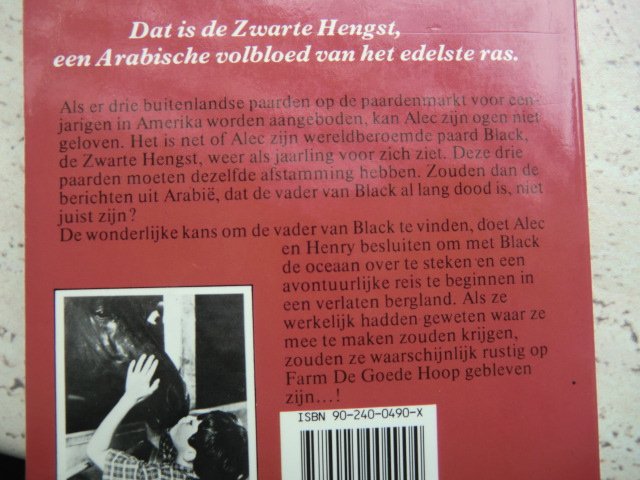 Dat is de Zwarte Hengst,
een Arabische volbloed van het edelste ras.
Als er drie buitenlandse paarden op de paardenmarkt voor een-
jarigen in Amerika worden aangeboden, kan Alec zijn ogen niet
geloven. Het is net of Alec zijn wereldberoemde paard Black,
de Zwarte Hengst, weer als jaarling voor zich ziet. Deze drie
paarden moeten dezelfde afstamming hebben. Zouden dan de
berichten uit Arabië, dat de vader van Black al lang dood is, niet
juist zijn?
De wonderlijke kans om de vader van Black te vinden, doet Alec
en Henry besluiten om met Black
de oceaan over te steken en een
avontuurlijke reis te beginnen in
een verlaten bergland. Als ze
werkelijk hadden geweten waar ze
mee te maken zouden krijgen,
zouden ze waarschijnlijk rustig op
Farm De Goede Hoop gebleven
zijn...!
ISBN 90-240-0490-X